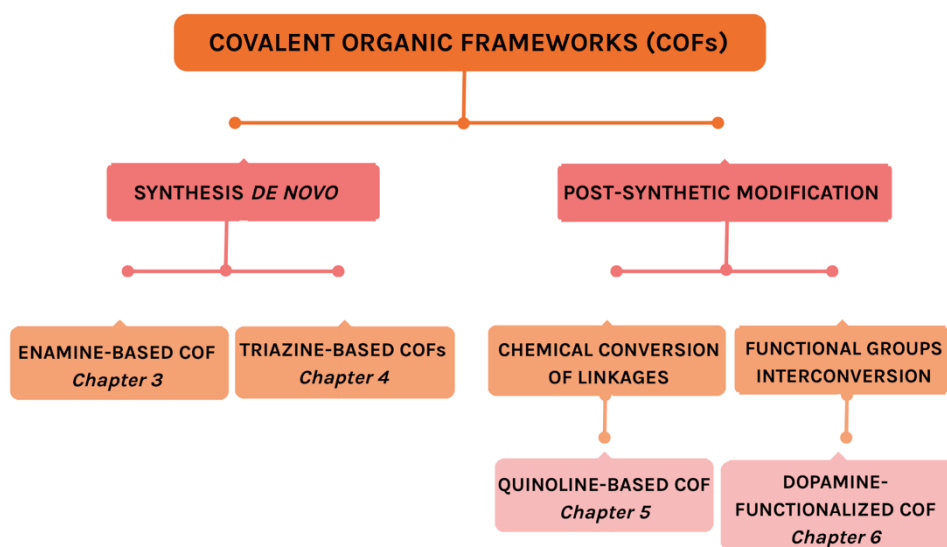 COVALENT ORGANIC FRAMEWORKS (COFs)
SYNTHESIS DE NOVO
POST-SYNTHETIC MODIFICATION
ENAMINE-BASED COF
Chapter 3
TRIAZINE-BASED COFs
Chapter 4
CHEMICAL CONVERSION
OF LINKAGES
FUNCTIONAL GROUPS
INTERCONVERSION
QUINOLINE-BASED COF
Chapter 5
DOPAMINE-
FUNCTIONALIZED COF
Chapter 6